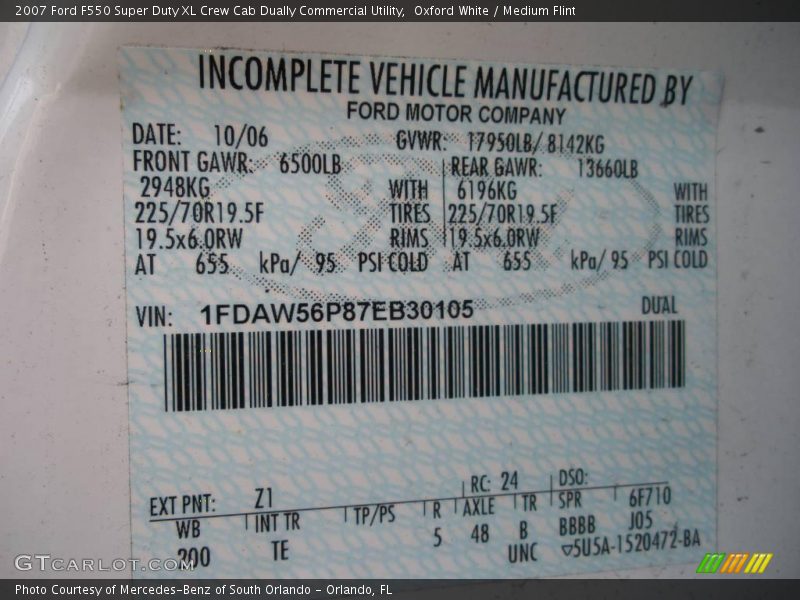 2007 Ford F550 Super Duty XL Crew Cab Dually Commercial Utility,  Oxford White / Medium Flint
INCOMPLETE VEHICLE MANUFACTURED BY
FORD MOTOR COMPANY
DATE: 10/06 GVWR: 17950LB/ 8142KG
FRONT GAWR: 6500LB REAR GAWR: 13660LB
2948KG WITH 6196KG WITH
225/70R19.5F TIRES 225/70R19.5F TIRES
19.5x6.0RW RIMS 19.5x6.0RW RIMS
AT 655 kPa/ 95 PSI COLD AT 655 kPa/ 95 PSI COLD
VIN: 1FDAW56P87EB30105 DUAL
EXT PNT: Z1 RC: 24 DSO:
WB INT TR TP/PS R AXLE TR SPR 6F710
200 TE 5 48 B BBBB J05
UNC ▽5U5A-1520472-BA
GTCarlot.com
Photo Courtesy of Mercedes-Benz of South Orlando - Orlando, FL